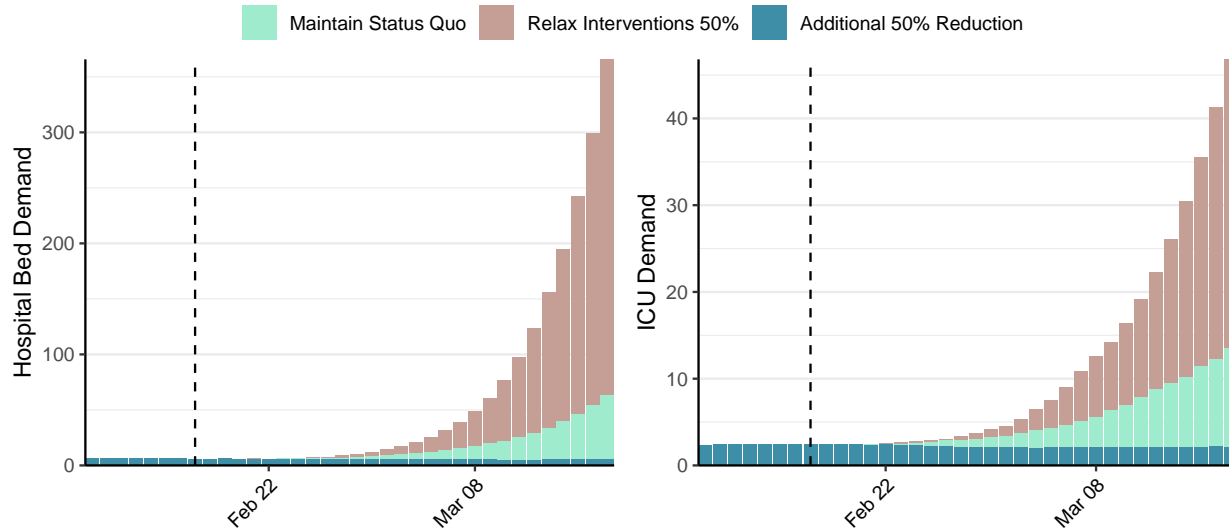 Maintain Status Quo Relax Interventions 50% Additional 50% Reduction
Hospital Bed Demand
300
200
100
0
Feb 22
Mar 08
ICU Demand
40
30
20
10
0
Feb 22
Mar 08